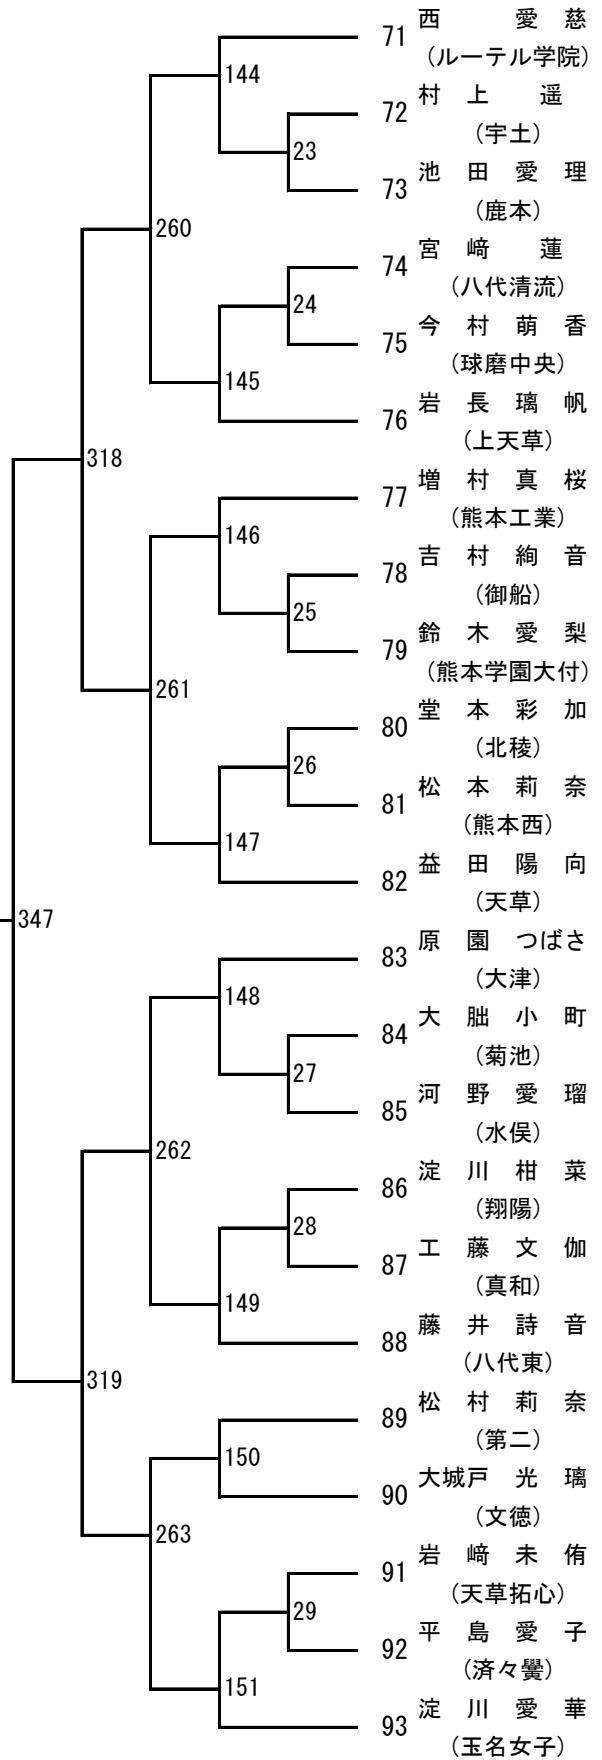 71 西 愛 慈
(ルーテル学院)
144
72 村 上 遥
(宇土)
23
73 池 田 愛 理
(鹿本)
260
74 宮 﨑 蓮
(八代清流)
24
75 今 村 萌 香
(球磨中央)
145
76 岩 長 璃 帆
(上天草)
318
77 増 村 真 桜
(熊本工業)
146
78 吉 村 絢 音
(御船)
25
79 鈴 木 愛 梨
(熊本学園大付)
261
80 堂 本 彩 加
(北稜)
26
81 松 本 莉 奈
(熊本西)
147
82 益 田 陽 向
(天草)
347
83 原 園 つばさ
(大津)
148
84 大 朏 小 町
(菊池)
27
85 河 野 愛 瑠
(水俣)
262
86 淀 川 柑 菜
(翔陽)
28
87 工 藤 文 伽
(真和)
149
88 藤 井 詩 音
(八代東)
319
89 松 村 莉 奈
(第二)
150
90 大城戸 光 璃
(文徳)
263
91 岩 﨑 未 侑
(天草拓心)
29
92 平 島 愛 子
(済々黌)
151
93 淀 川 愛 華
(玉名女子)